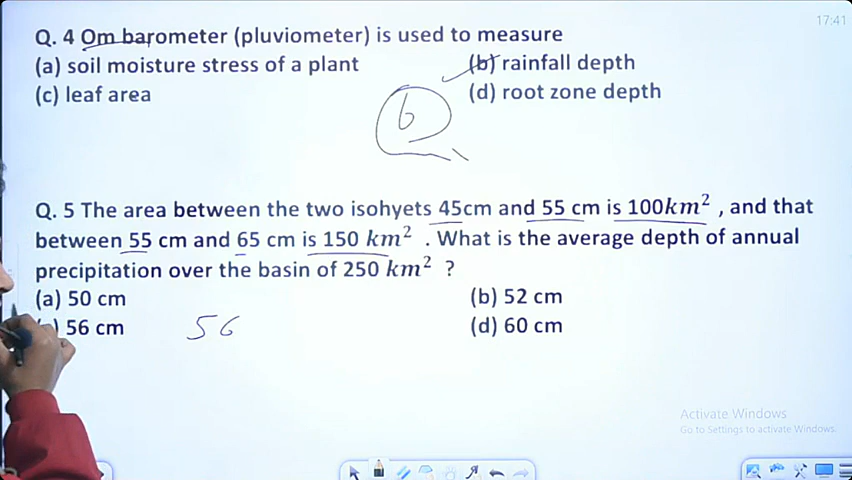 17:41
Q. 4 Om barometer (pluviometer) is used to measure
(a) soil moisture stress of a plant (b) rainfall depth
(c) leaf area (d) root zone depth
b
Q. 5 The area between the two isohyets 45cm and 55 cm is 100km² , and that
between 55 cm and 65 cm is 150 km² . What is the average depth of annual
precipitation over the basin of 250 km² ?
(a) 50 cm (b) 52 cm
) 56 cm 56 (d) 60 cm
Activate Windows
Go to Settings to activate Windows.